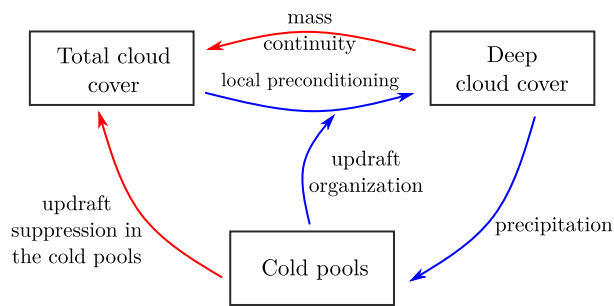 mass
continuity
Total cloud
cover
Deep
cloud cover
local preconditioning
updraft
organization
updraft
suppression in
the cold pools
precipitation
Cold pools